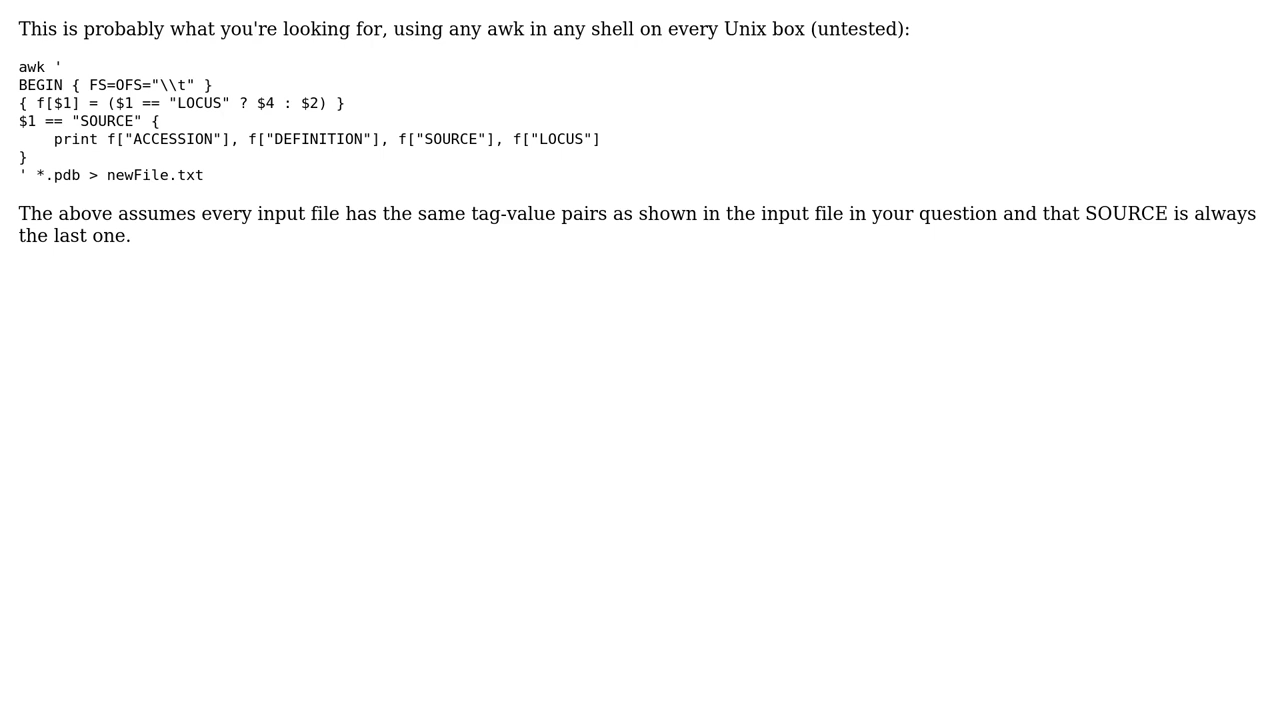 This is probably what you're looking for, using any awk in any shell on every Unix box (untested):
awk '
BEGIN { FS=OFS="\\t" }
{ f[$1] = ($1 == "LOCUS" ? $4 : $2) }
$1 == "SOURCE" {
    print f["ACCESSION"], f["DEFINITION"], f["SOURCE"], f["LOCUS"]
}
' *.pdb > newFile.txt
The above assumes every input file has the same tag-value pairs as shown in the input file in your question and that SOURCE is always
the last one.